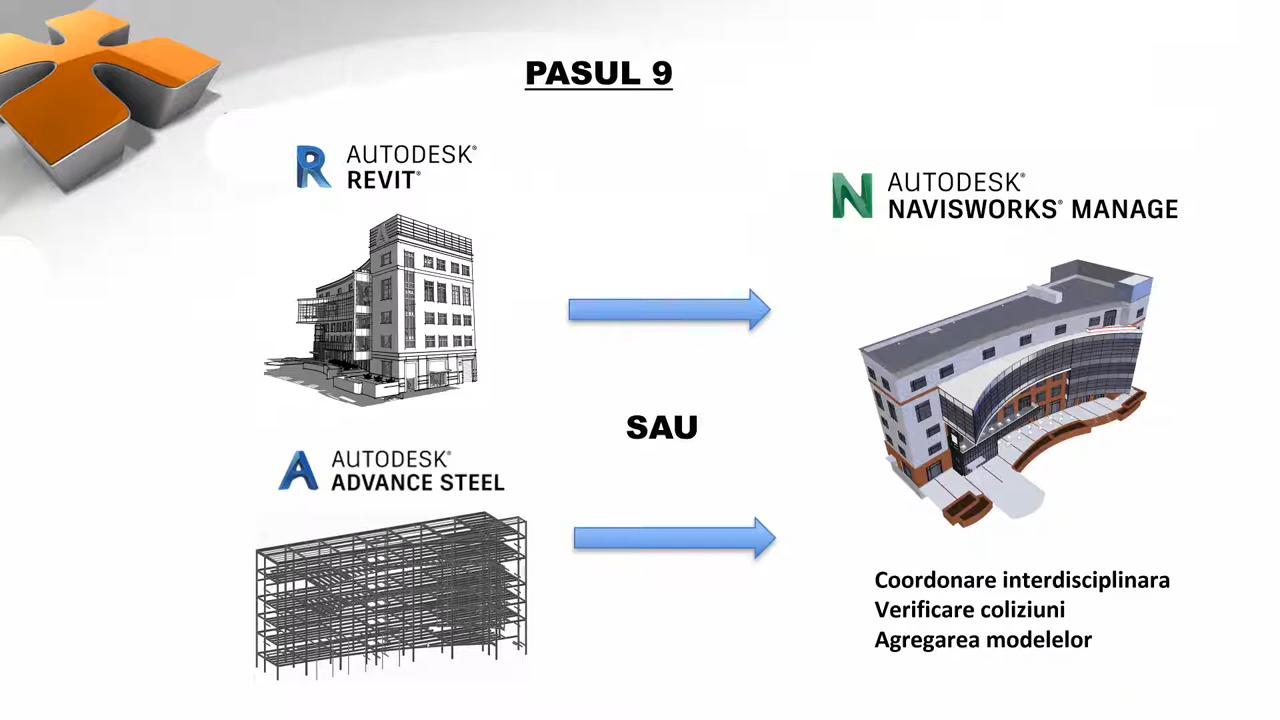 PASUL 9
AUTODESK®
REVIT®
AUTODESK®
NAVISWORKS® MANAGE
SAU
AUTODESK®
ADVANCE STEEL
Coordonare interdisciplinara
Verificare coliziuni
Agregarea modelelor